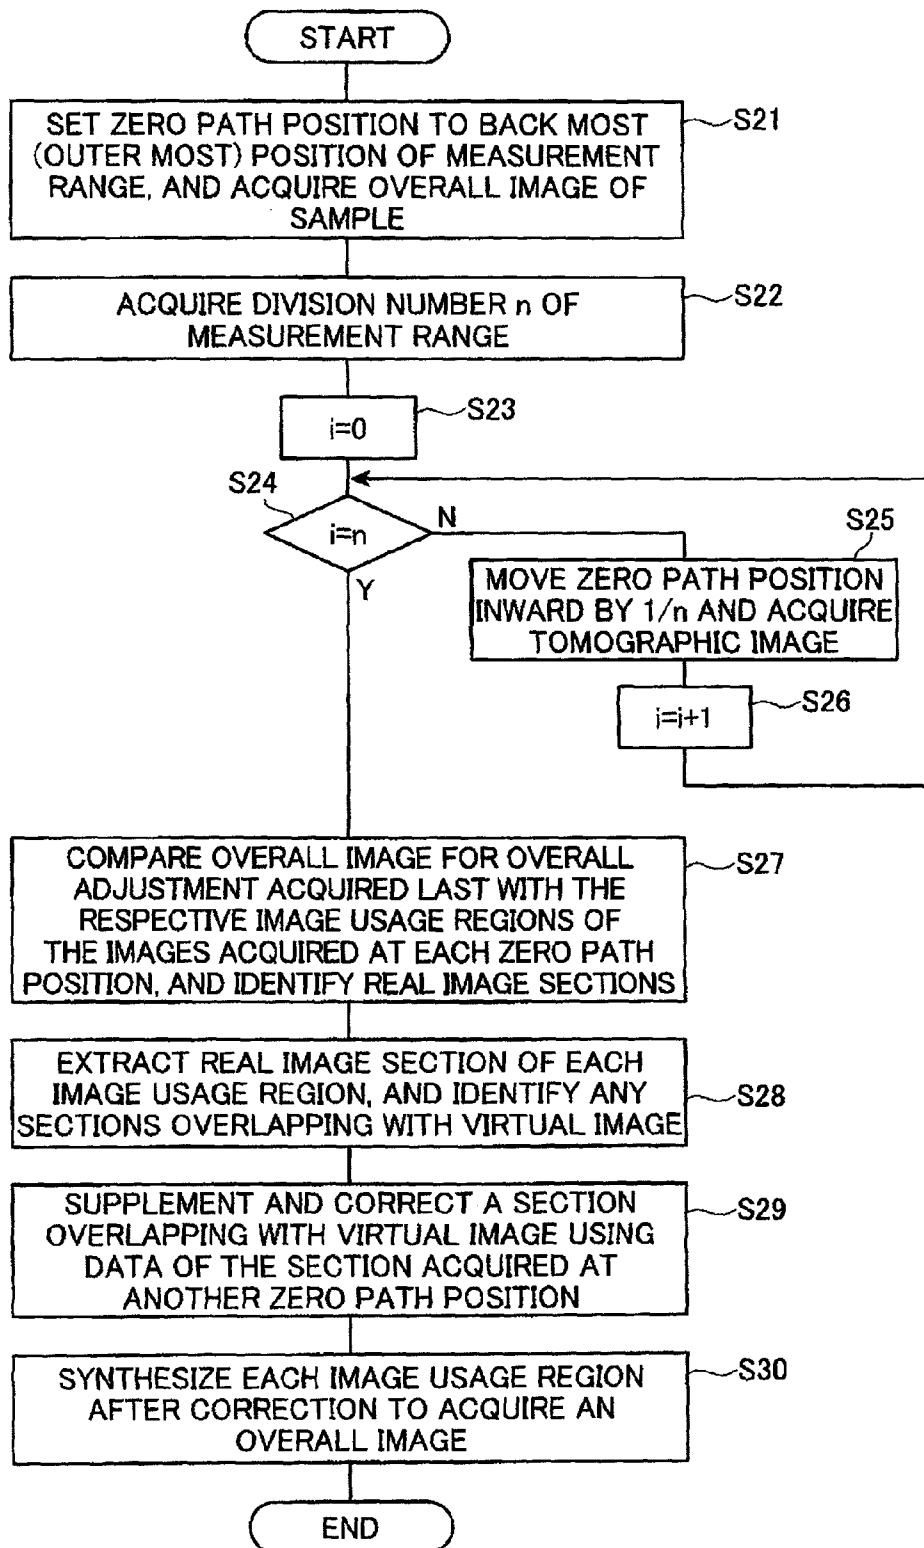 START
SET ZERO PATH POSITION TO BACK MOST
(OUTER MOST) POSITION OF MEASUREMENT
RANGE, AND ACQUIRE OVERALL IMAGE OF
SAMPLE
S21
ACQUIRE DIVISION NUMBER n OF
MEASUREMENT RANGE
S22
i=0
S23
S24
i=n
N
Y
S25
MOVE ZERO PATH POSITION
INWARD BY 1/n AND ACQUIRE
TOMOGRAPHIC IMAGE
i=i+1
S26
COMPARE OVERALL IMAGE FOR OVERALL
ADJUSTMENT ACQUIRED LAST WITH THE
RESPECTIVE IMAGE USAGE REGIONS OF
THE IMAGES ACQUIRED AT EACH ZERO PATH
POSITION, AND IDENTIFY REAL IMAGE SECTIONS
S27
EXTRACT REAL IMAGE SECTION OF EACH
IMAGE USAGE REGION, AND IDENTIFY ANY
SECTIONS OVERLAPPING WITH VIRTUAL IMAGE
S28
SUPPLEMENT AND CORRECT A SECTION
OVERLAPPING WITH VIRTUAL IMAGE USING
DATA OF THE SECTION ACQUIRED AT
ANOTHER ZERO PATH POSITION
S29
SYNTHESIZE EACH IMAGE USAGE REGION
AFTER CORRECTION TO ACQUIRE AN
OVERALL IMAGE
S30
END